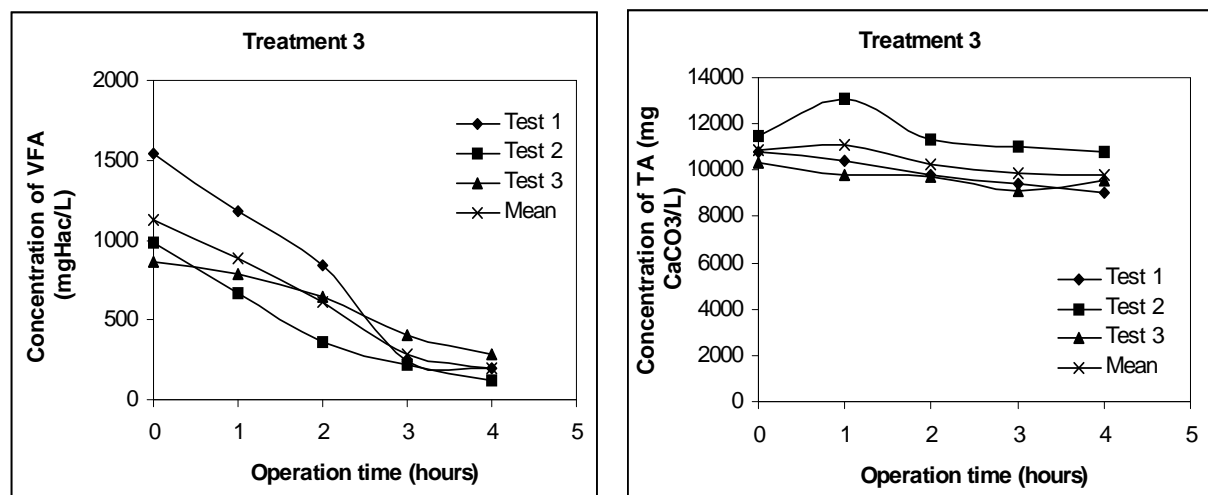 Treatment 3
Concentration of VFA
(mgHac/L)
2000
1500
1000
500
0
0 1 2 3 4 5
Operation time (hours)
Test 1
Test 2
Test 3
Mean
Treatment 3
Concentration of TA (mg
CaCO3/L)
14000
12000
10000
8000
6000
4000
2000
0
0 1 2 3 4 5
Operation time (hours)
Test 1
Test 2
Test 3
Mean